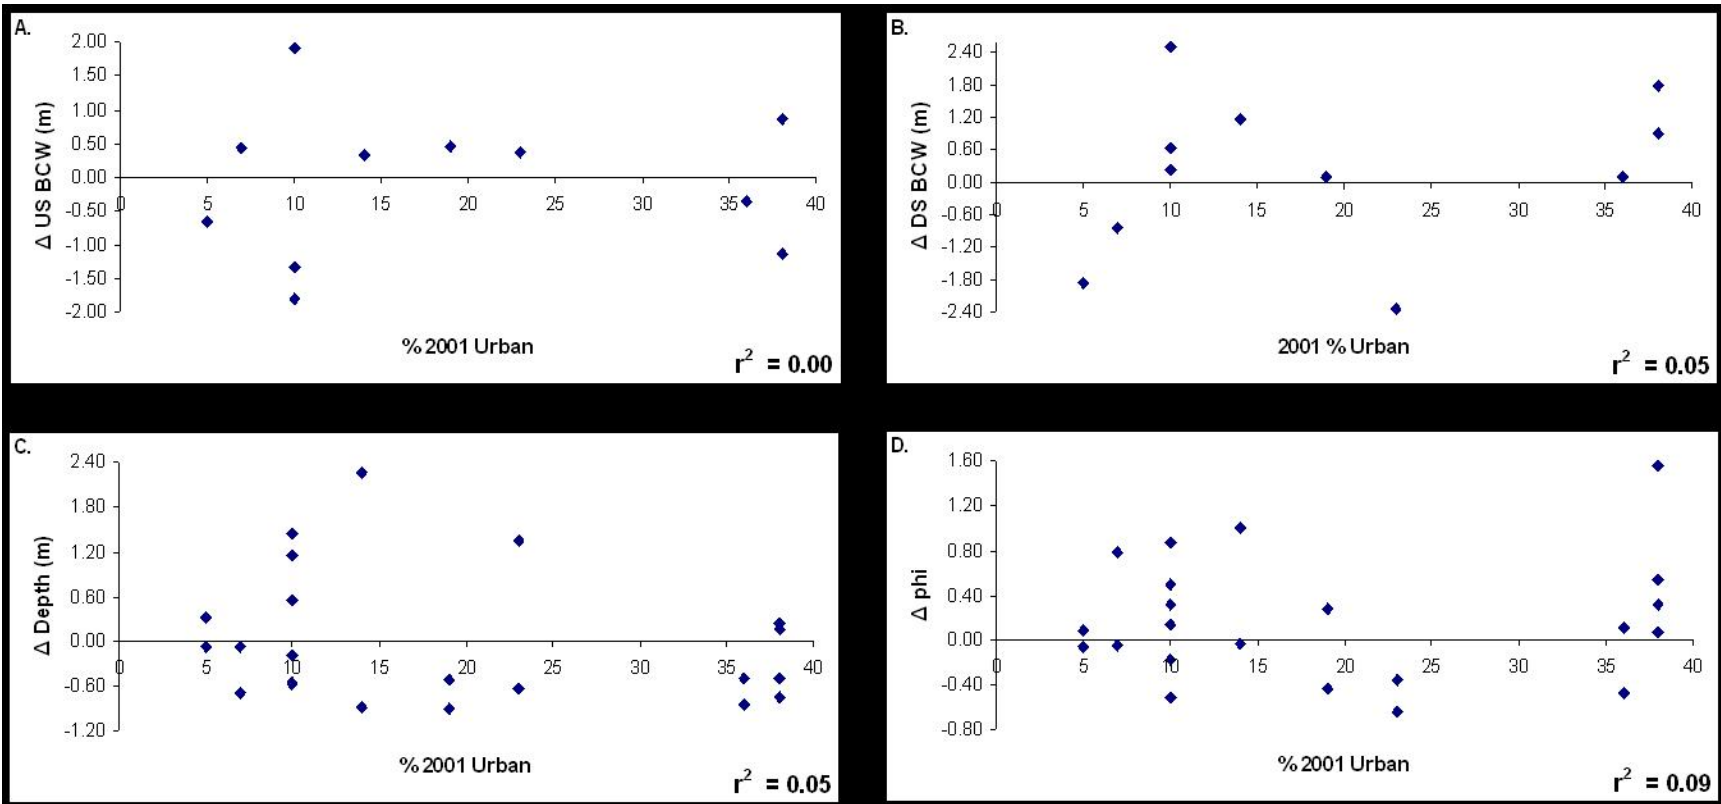 A.
Δ US BCW (m)
2.00
1.50
1.00
0.50
0.00
-0.50
-1.00
-1.50
-2.00
0 5 10 15 20 25 30 35 40
% 2001 Urban
r² = 0.00
B.
Δ DS BCW (m)
2.40
1.80
1.20
0.60
0.00
-0.60
-1.20
-1.80
-2.40
0 5 10 15 20 25 30 35 40
2001 % Urban
r² = 0.05
C.
Δ Depth (m)
2.40
1.80
1.20
0.60
0.00
-0.60
-1.20
0 5 10 15 20 25 30 35 40
% 2001 Urban
r² = 0.05
D.
Δ phi
1.60
1.20
0.80
0.40
0.00
-0.40
-0.80
0 5 10 15 20 25 30 35 40
% 2001 Urban
r² = 0.09